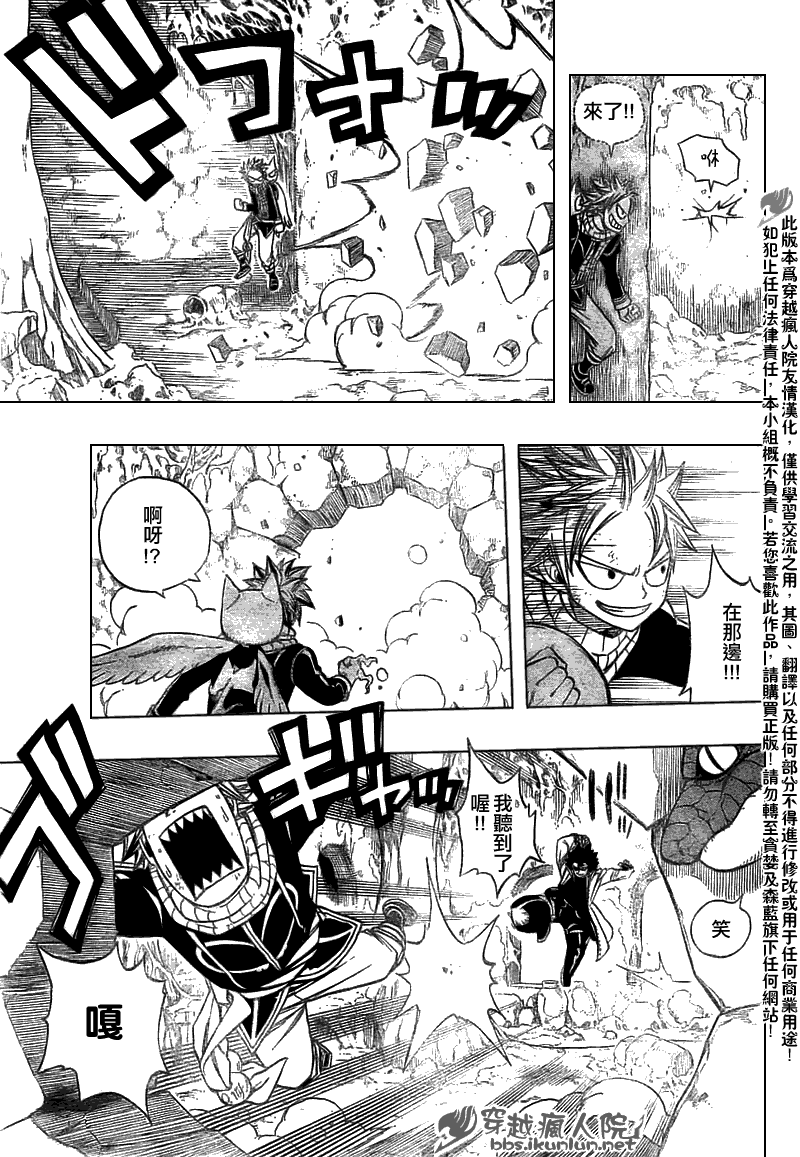 咻
來了!!
ドゴオォ…
在那邊!!!
啊呀!?
笑
我聽到了喔!!
ギャァ…
ズ
嘎
此版本爲穿越瘋人院友情漢化，僅供學習交流之用，其圖、翻譯以及任何部分不得進行修改或用于任何商業用途！
如犯止任何法律責任，本小組概不負責。若您喜歡此作品，請購買正版！請勿轉至貪婪及森藍旗下任何網站！
穿越瘋人院
bbs.ikunlun.net